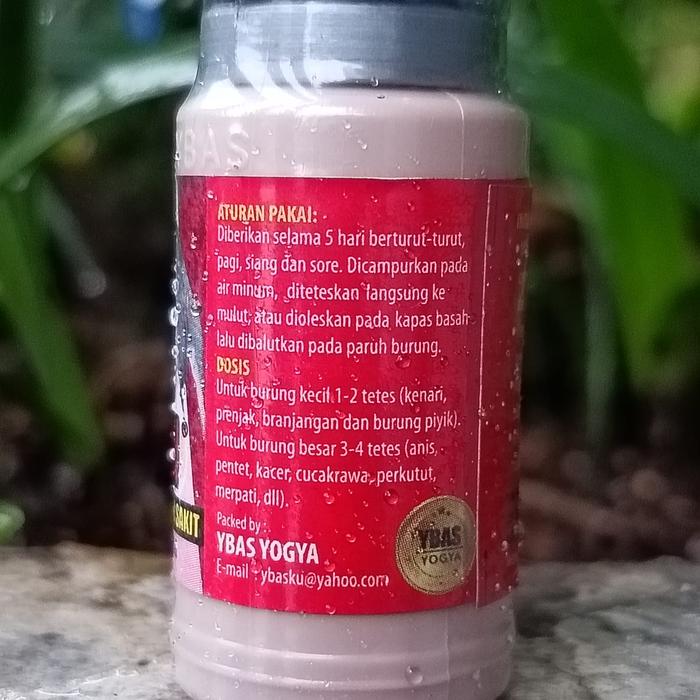 YBAS
ATURAN PAKAI:
Diberikan selama 5 hari berturut-turut,
pagi, siang dan sore. Dicampurkan pada
air minum, diteteskan langsung ke
mulut, atau dioleskan pada kapas basah
lalu dibalutkan pada paruh burung.
DOSIS
Untuk burung kecil 1-2 tetes (kenari,
prenjak, branjangan dan burung piyik).
Untuk burung besar 3-4 tetes (anis,
pentet, kacer, cucakrawa, perkutut,
merpati, dll).
SAKIT
Packed by :
YBAS YOGYA
E-mail : ybasku@yahoo.com
YBAS
YOGYA